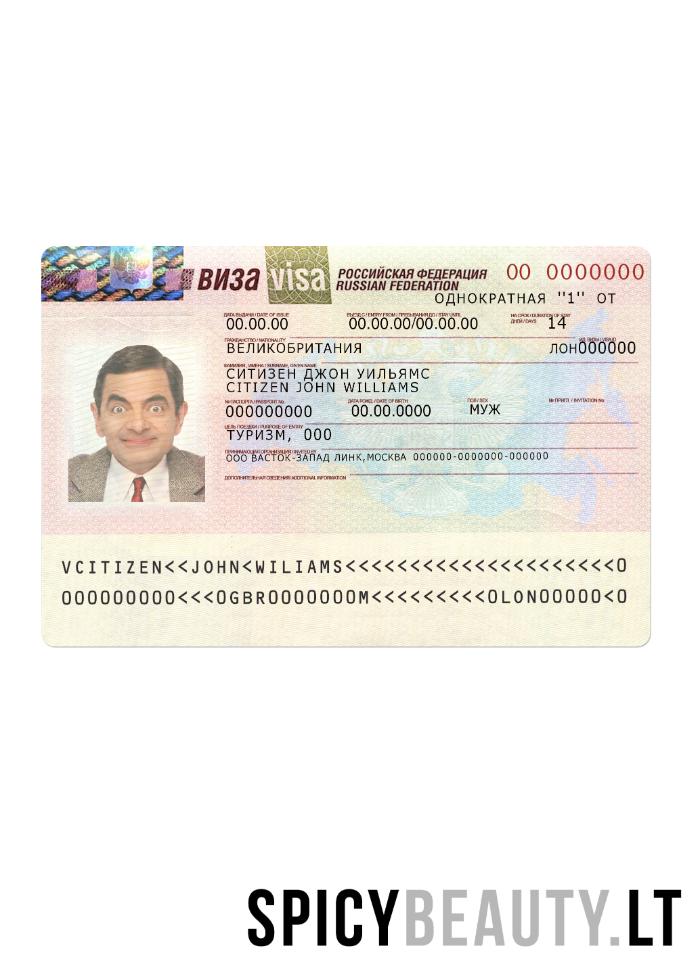 ВИЗА visa РОССИЙСКАЯ ФЕДЕРАЦИЯ 00 0000000
RUSSIAN FEDERATION
ОДНОКРАТНАЯ "1" ОТ
ДАТА ВЫДАЧИ / DATE OF ISSUE ВЪЕЗД С / ENTRY FROM / ПРЕБЫВАНИЕ ДО / STAY UNTIL НА СРОК / DURATION OF STAY
ДНЕЙ / DAYS
00.00.00 00.00.00/00.00.00 14
ГРАЖДАНСТВО / NATIONALITY
ВЕЛИКОБРИТАНИЯ ЛОН000000
ФАМИЛИЯ, ИМЕНА / SURNAME, GIVEN NAME
СИТИЗЕН ДЖОН УИЛЬЯМС
CITIZEN JOHN WILLIAMS
№ ПАСПОРТА / PASSPORT No. ДАТА РОЖД. / DATE OF BIRTH ПОЛ / SEX № ПРИГЛ. / INVITATION No
000000000 00.00.0000 МУЖ
ЦЕЛЬ ПОЕЗДКИ / PURPOSE OF ENTRY
ТУРИЗМ, 000
ПРИНИМАЮЩАЯ ОРГАНИЗАЦИЯ / INVITED BY
ООО ВАСТОК-ЗАПАД ЛИНК,МОСКВА 000000-0000000-000000
ДОПОЛНИТЕЛЬНЫЕ СВЕДЕНИЯ / ADDITIONAL INFORMATION
VCITIZEN<<JOHN<WILIAMS<<<<<<<<<<<<<<<<<<<<<O
OOOOOOOOO<<<OGBROOOOOOOM<<<<<<<<<OLON00000<O
SPICYBEAUTY.LT